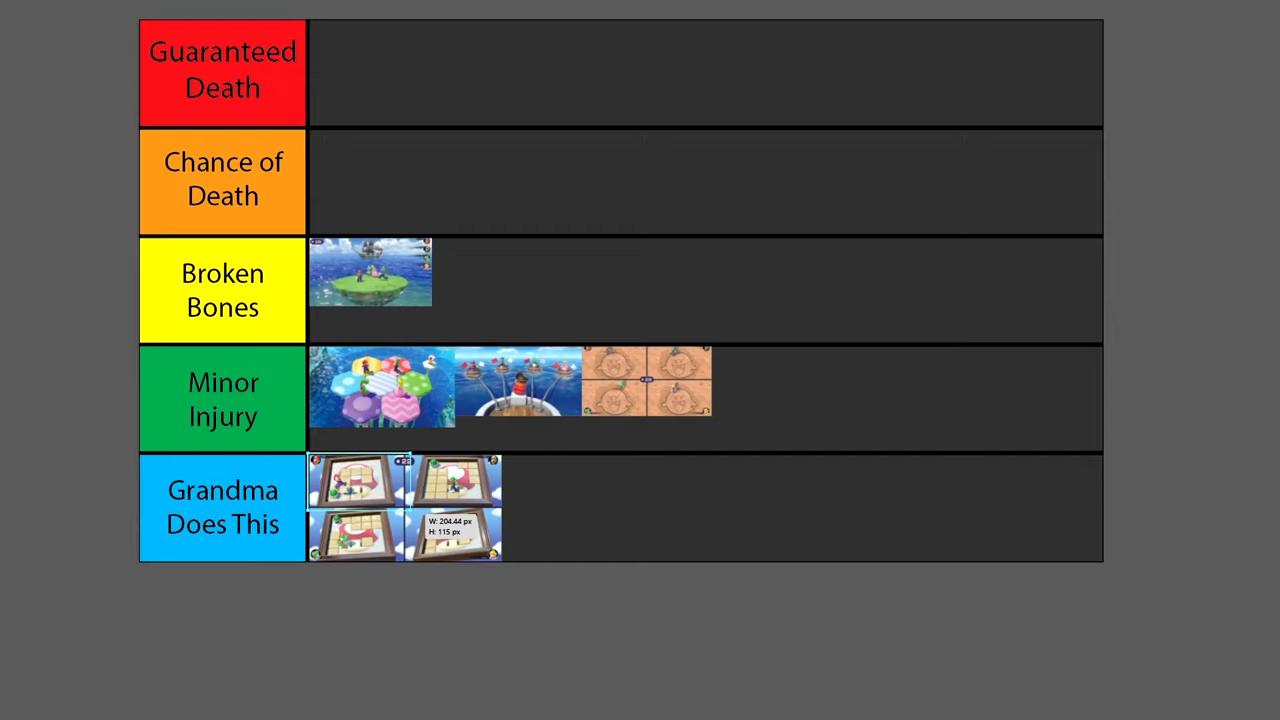 Guaranteed
Death
Chance of
Death
Broken
Bones
Minor
Injury
Grandma
Does This
W: 204.44 px
H: 115 px